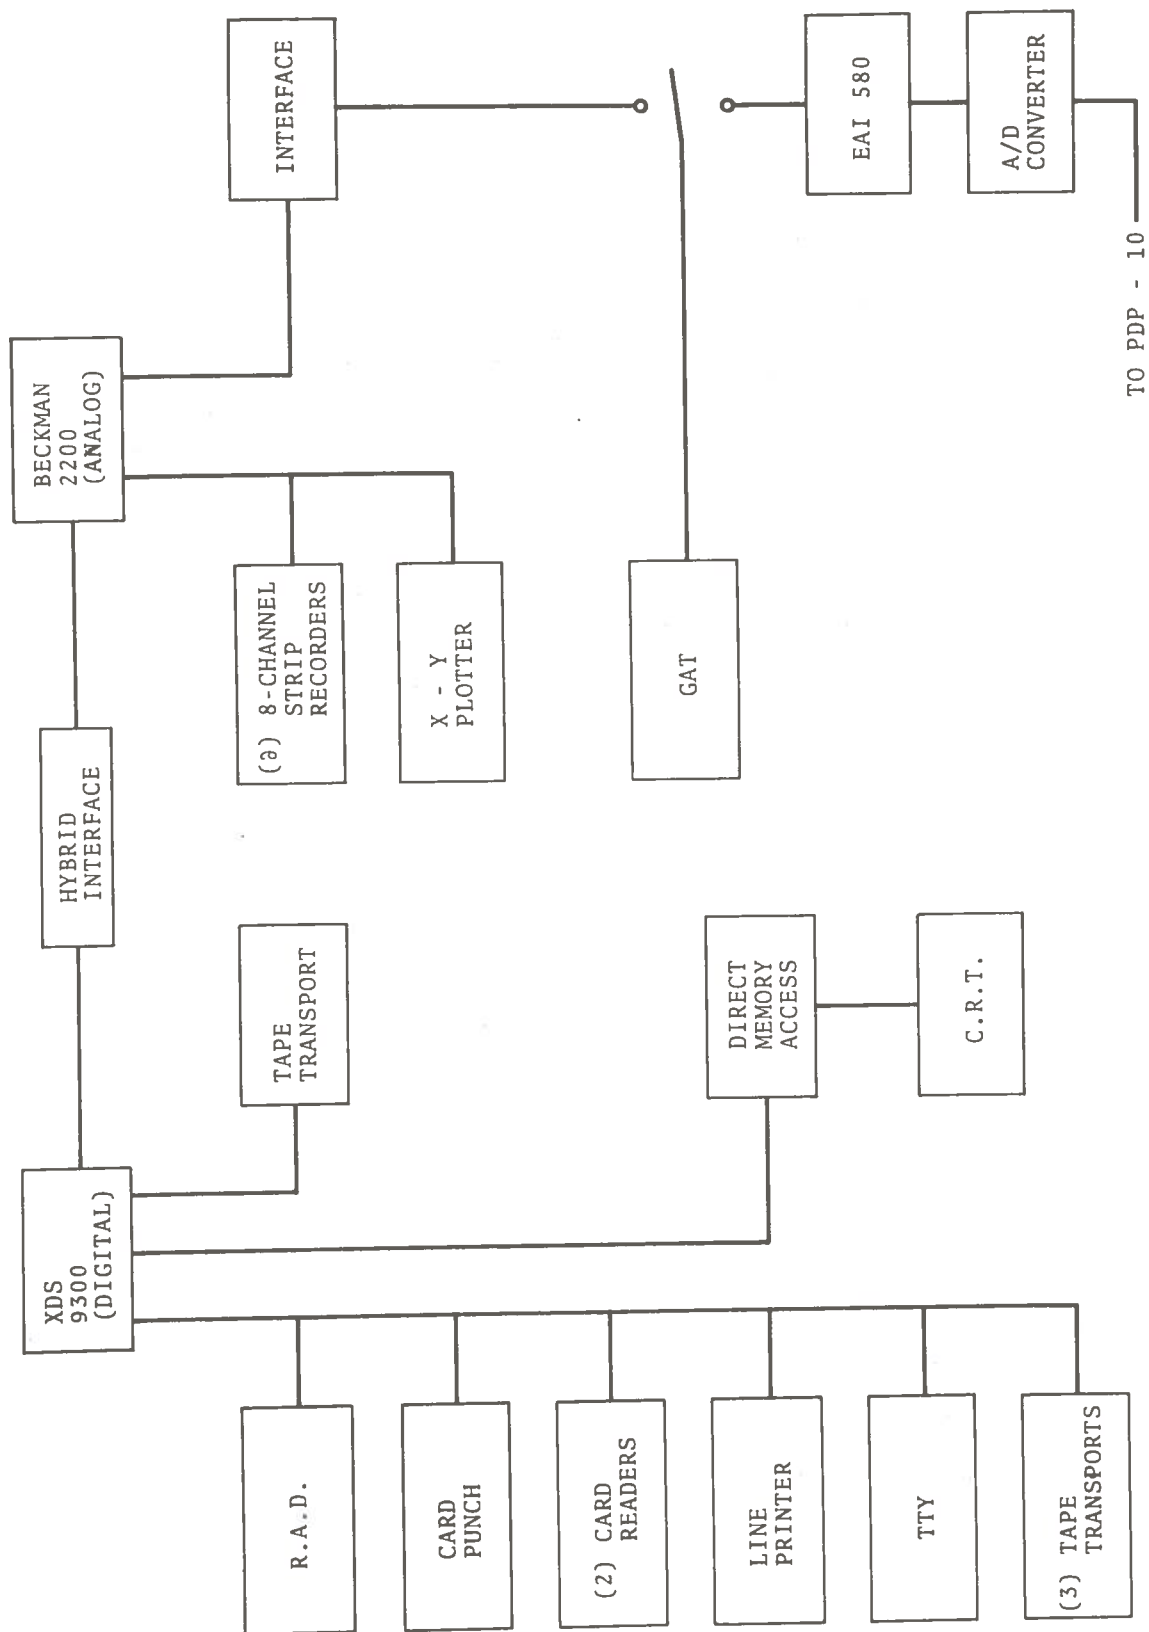 XDS
9300
(DIGITAL)
HYBRID
INTERFACE
BECKMAN
2200
(ANALOG)
R.A.D.
TAPE
TRANSPORT
(2) 8-CHANNEL
STRIP
RECORDERS
INTERFACE
CARD
PUNCH
X - Y
PLOTTER
(2) CARD
READERS
GAT
LINE
PRINTER
DIRECT
MEMORY
ACCESS
EAI 580
TTY
C.R.T.
A/D
CONVERTER
(3) TAPE
TRANSPORTS
TO PDP - 10